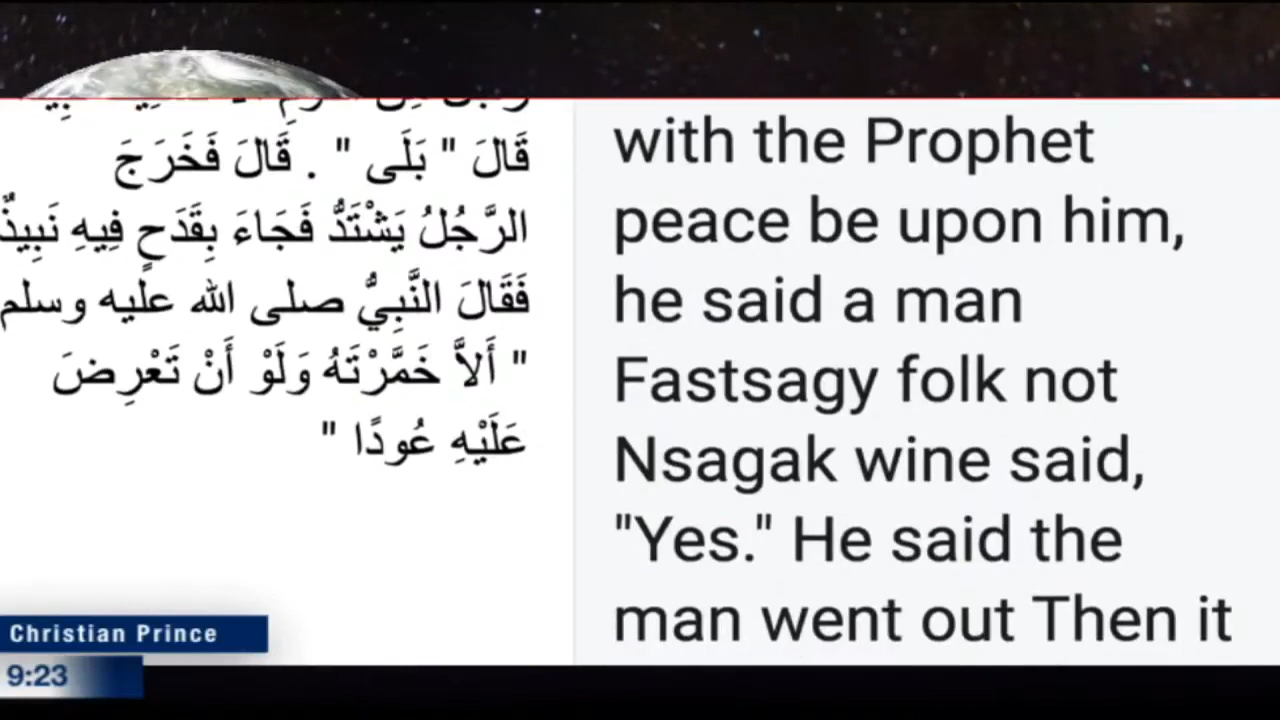 قَالَ " بَلَى " . قَالَ فَخَرَجَ
الرَّجُلُ يَشْتَدُّ فَجَاءَ بِقَدَحٍ فِيهِ نَبِيذٌ
فَقَالَ النَّبِيُّ صلى الله عليه وسلم
" أَلاَّ خَمَّرْتَهُ وَلَوْ أَنْ تَعْرِضَ
عَلَيْهِ عُودًا "
with the Prophet
peace be upon him,
he said a man
Fastsagy folk not
Nsagak wine said,
"Yes." He said the
man went out Then it
Christian Prince
9:23